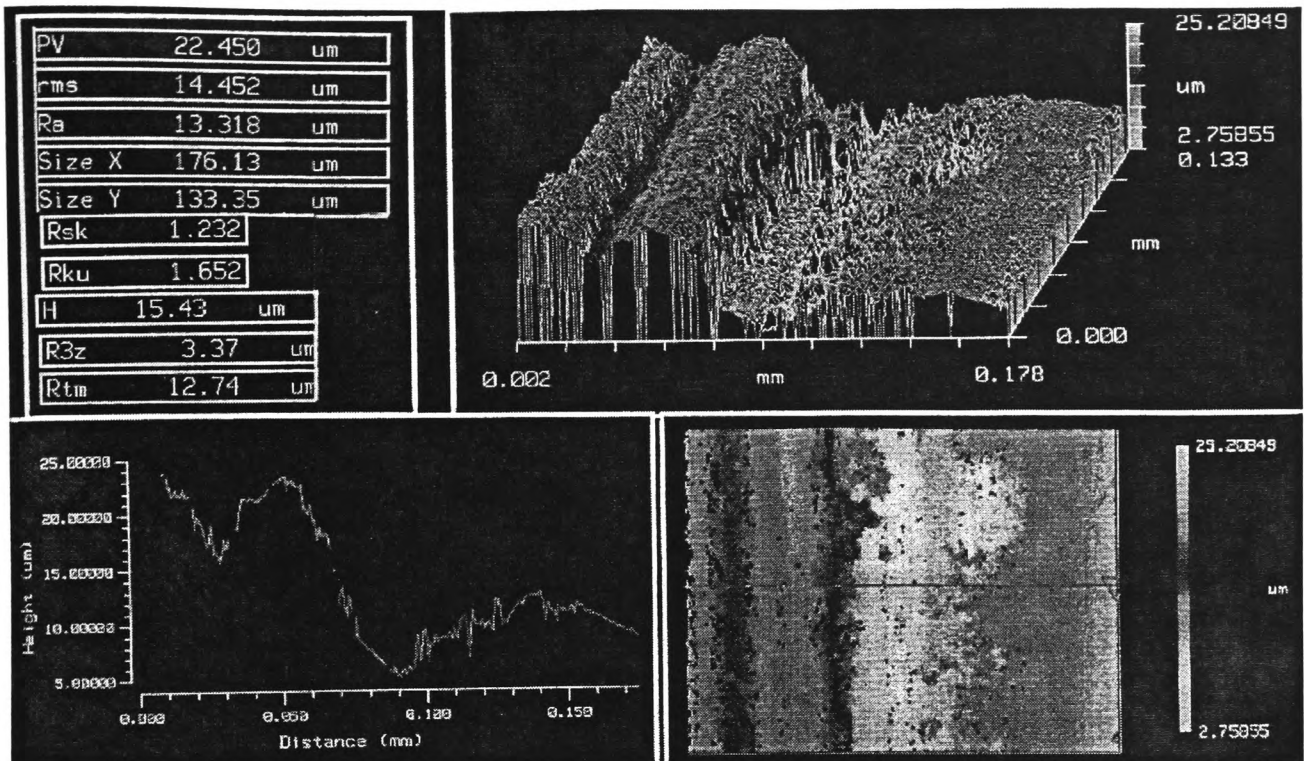 PV 22.450 um
rms 14.452 um
Ra 13.318 um
Size X 176.13 um
Size Y 133.35 um
Rsk 1.232
Rku 1.652
H 15.43 um
R3z 3.37 um
Rtm 12.74 um
25.20849
um
2.75855
0.133
mm
0.000
0.002 mm 0.178
25.00000
20.00000
15.00000
10.00000
5.00000
Height (um)
0.000 0.050 0.100 0.150
Distance (mm)
25.20849
um
2.75855